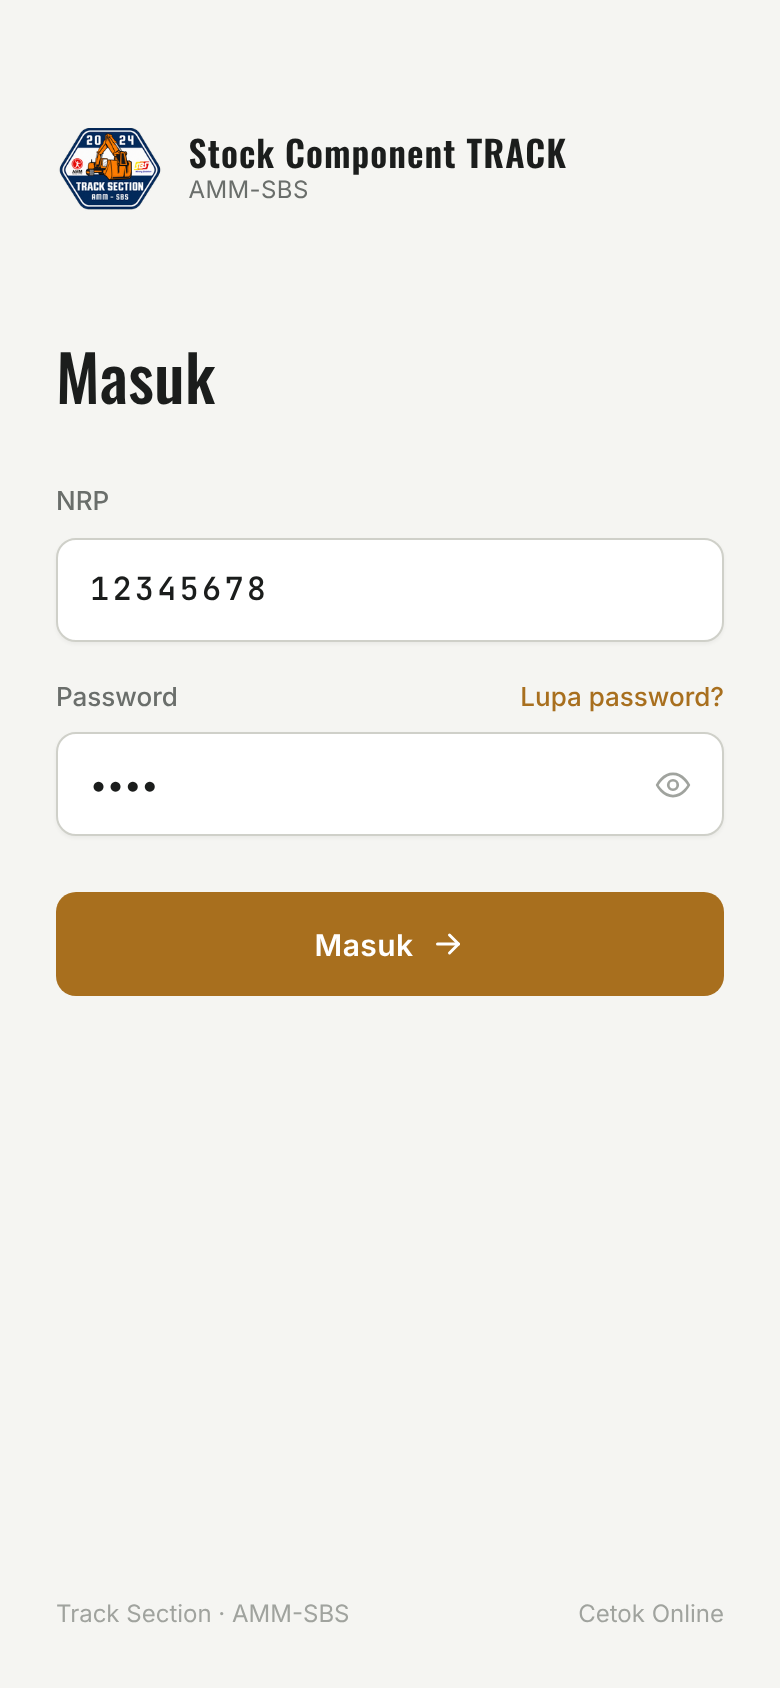 20 24
TRACK SECTION
AMM - SBS
Stock Component TRACK
AMM-SBS
Masuk
NRP
12345678
Password Lupa password?
••••
Masuk →
Track Section · AMM-SBS Cetok Online